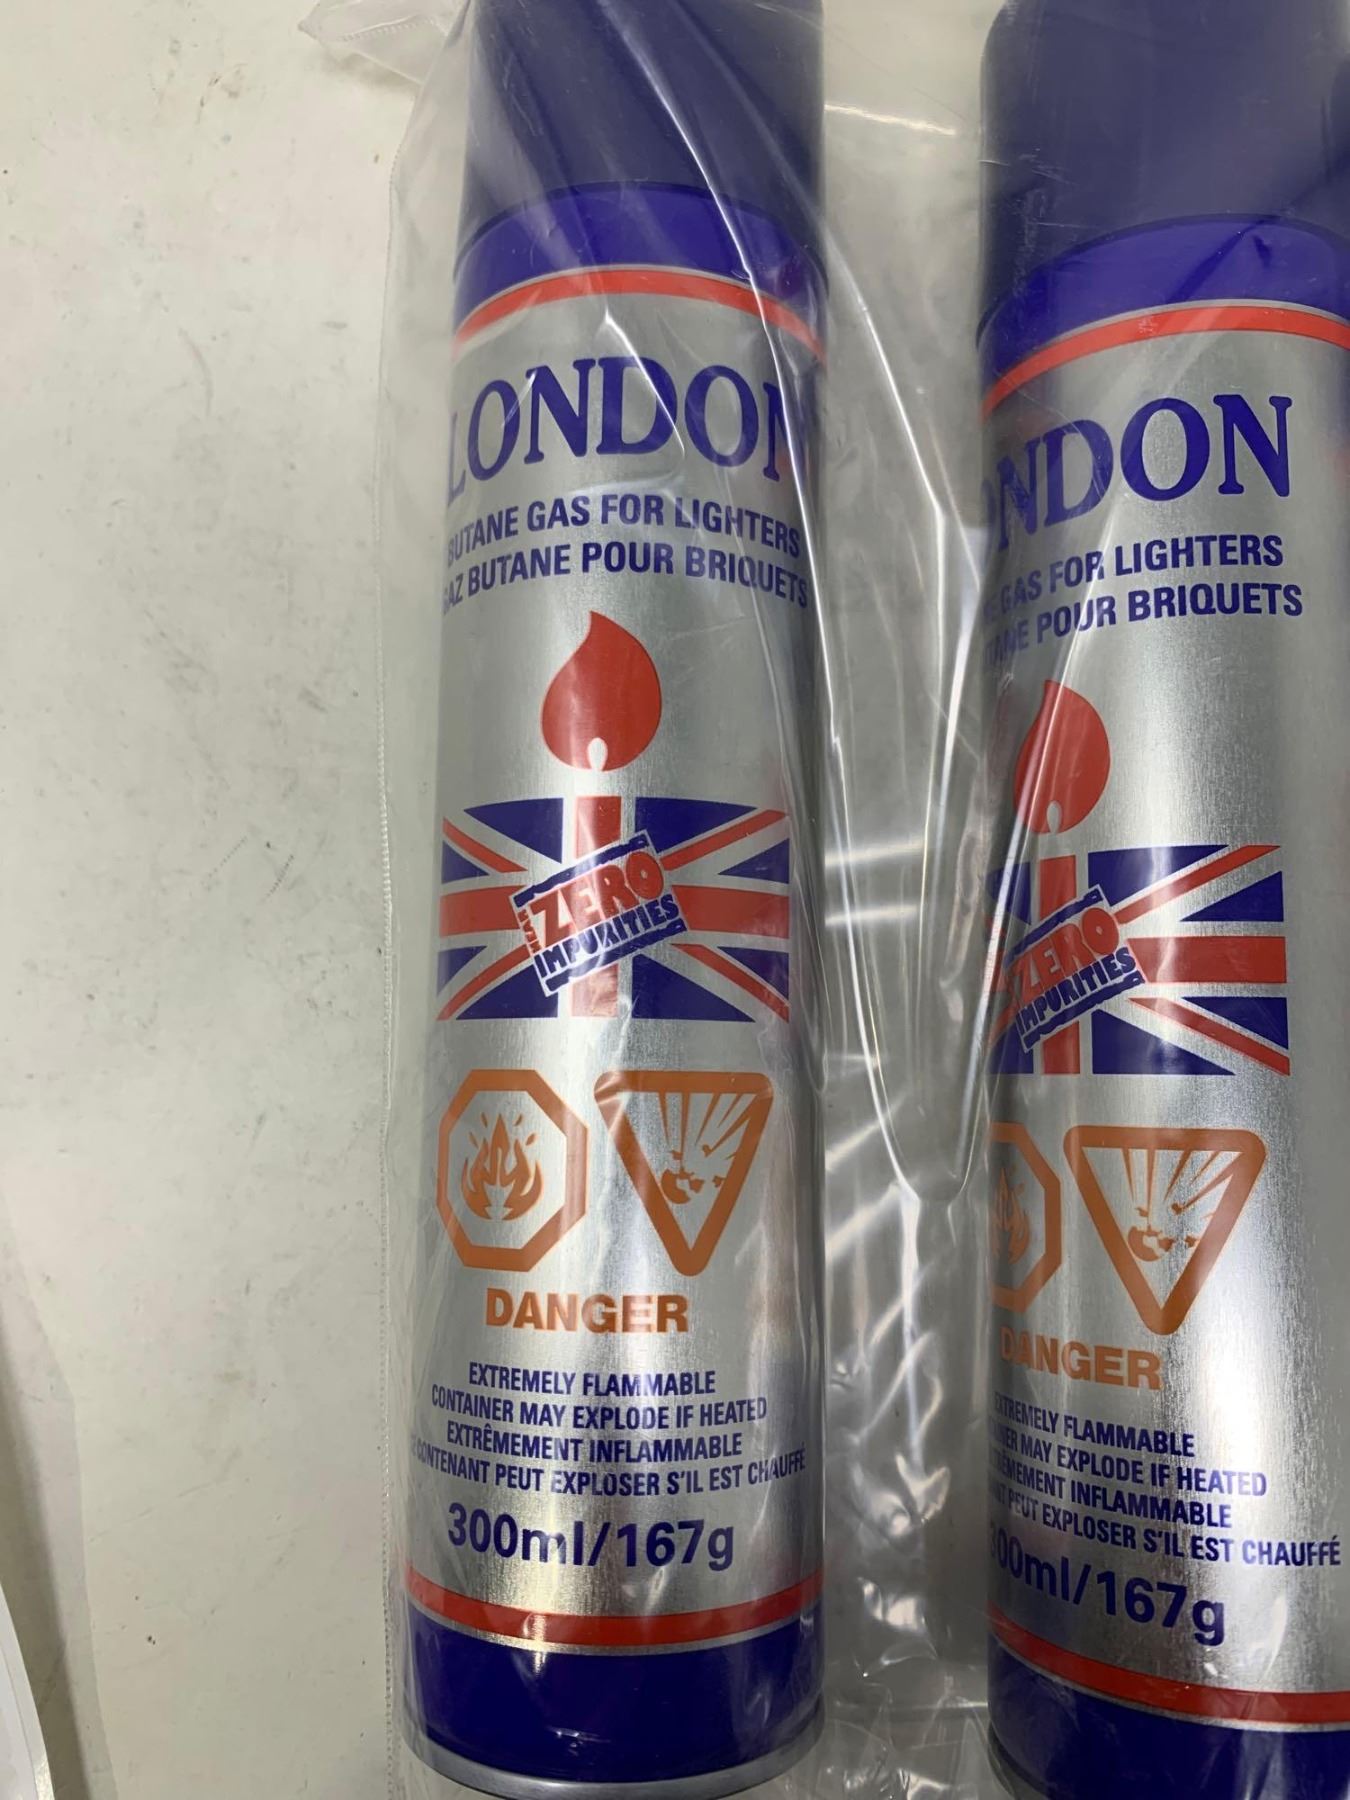 LONDON
BUTANE GAS FOR LIGHTERS
GAZ BUTANE POUR BRIQUETS
NEAR
ZERO
IMPURITIES
DANGER
EXTREMELY FLAMMABLE
CONTAINER MAY EXPLODE IF HEATED
EXTRÊMEMENT INFLAMMABLE
CONTENANT PEUT EXPLOSER S'IL EST CHAUFFÉ
300ml/167g
ONDON
GAS FOR LIGHTERS
POUR BRIQUETS
ZERO
IMPURITIES
DANGER
EXTREMELY FLAMMABLE
MAY EXPLODE IF HEATED
INFLAMMABLE
PEUT EXPLOSER S'IL EST CHAUFFÉ
300ml/167g